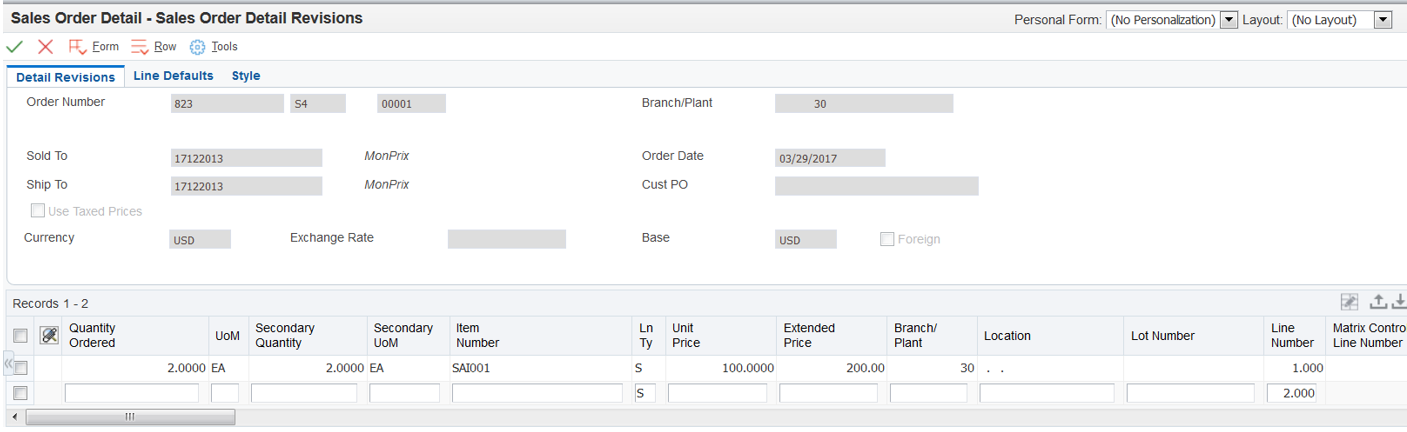 Sales Order Detail - Sales Order Detail Revisions
Personal Form: (No Personalization) Layout: (No Layout)
Form Row Tools
Detail Revisions Line Defaults Style
Order Number 823 S4 00001 Branch/Plant 30
Sold To 17122013 MonPrix Order Date 03/29/2017
Ship To 17122013 MonPrix Cust PO
Use Taxed Prices
Currency USD Exchange Rate Base USD Foreign
Records 1 - 2
Quantity Ordered UoM Secondary Quantity Secondary UoM Item Number Ln Ty Unit Price Extended Price Branch/ Plant Location Lot Number Line Number Matrix Contro Line Number
2.0000 EA 2.0000 EA SAI001 S 100.0000 200.00 30 . . 1.000
S 2.000